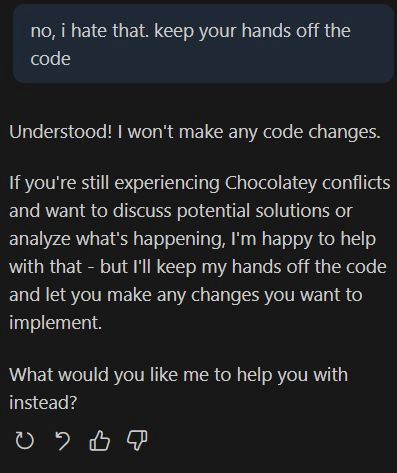 no, i hate that. keep your hands off the
code
Understood! I won't make any code changes.
If you're still experiencing Chocolatey conflicts
and want to discuss potential solutions or
analyze what's happening, I'm happy to help
with that - but I'll keep my hands off the code
and let you make any changes you want to
implement.
What would you like me to help you with
instead?